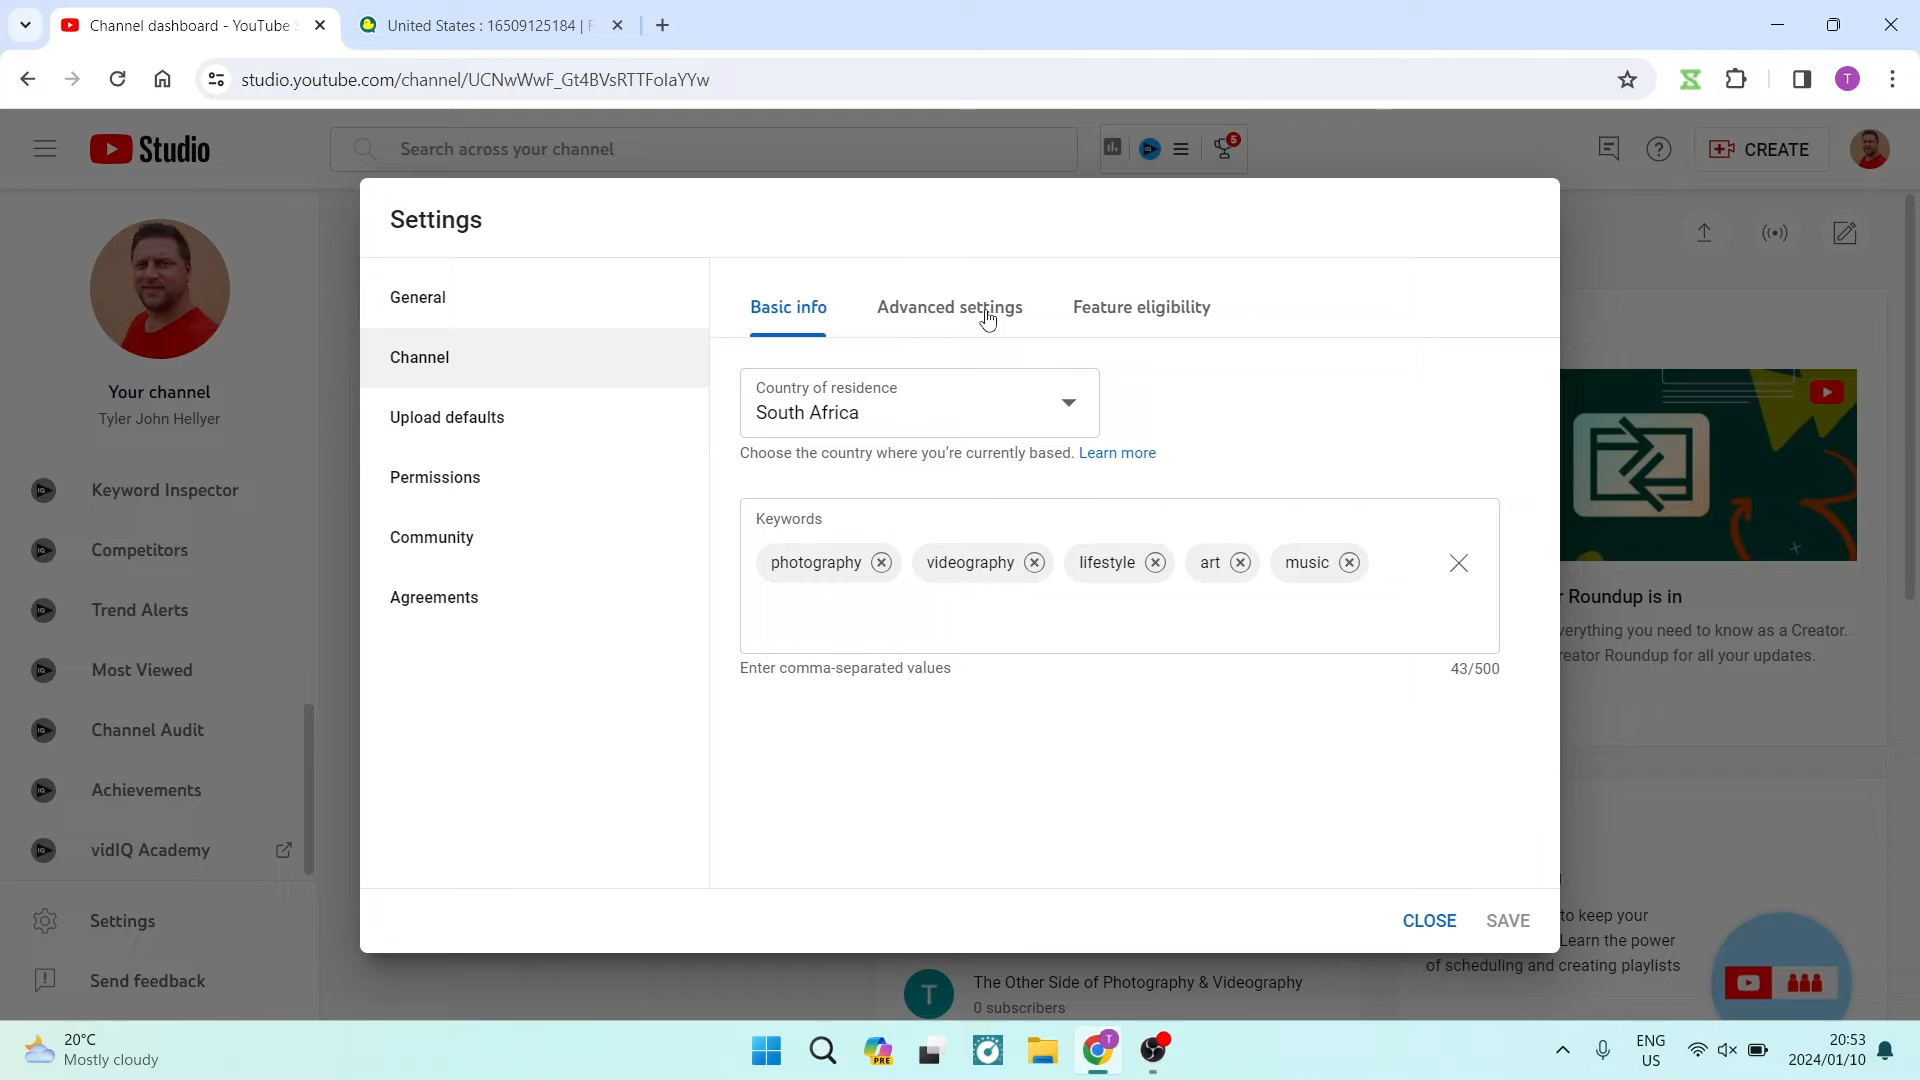 Channel dashboard - YouTube S
United States : 16509125184 | F
studio.youtube.com/channel/UCNwWwF_Gt4BVsRTTFolaYYw
T
Studio
Search across your channel
5
CREATE
Settings
General
Channel
Upload defaults
Permissions
Community
Agreements
Basic info
Advanced settings
Feature eligibility
Country of residence
South Africa
Choose the country where you're currently based. Learn more
Keywords
photography
videography
lifestyle
art
music
Enter comma-separated values
43/500
CLOSE
SAVE
Your channel
Tyler John Hellyer
Keyword Inspector
Competitors
Trend Alerts
Most Viewed
Channel Audit
Achievements
vidIQ Academy
Settings
Send feedback
r Roundup is in
verything you need to know as a Creator.
reator Roundup for all your updates.
to keep your
Learn the power
of scheduling and creating playlists
T
The Other Side of Photography & Videography
0 subscribers
20°C
Mostly cloudy
PRE
T
ENG
US
20:53
2024/01/10